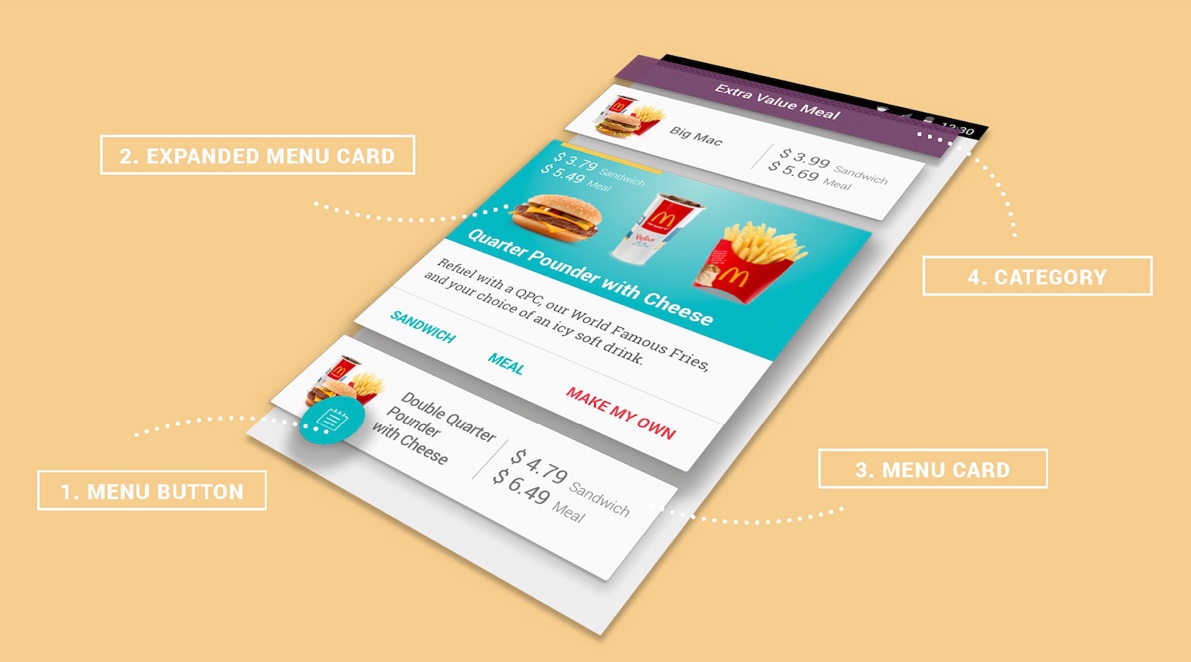 12:30
Extra Value Meal
Big Mac
$3.99 Sandwich
$5.69 Meal
2. EXPANDED MENU CARD
$3.79 Sandwich
$5.49 Meal
Quarter Pounder with Cheese
Refuel with a QPC, our World Famous Fries,
and your choice of an icy soft drink.
SANDWICH
MEAL
MAKE MY OWN
4. CATEGORY
Double Quarter
Pounder
with Cheese
$4.79 Sandwich
$6.49 Meal
1. MENU BUTTON
3. MENU CARD